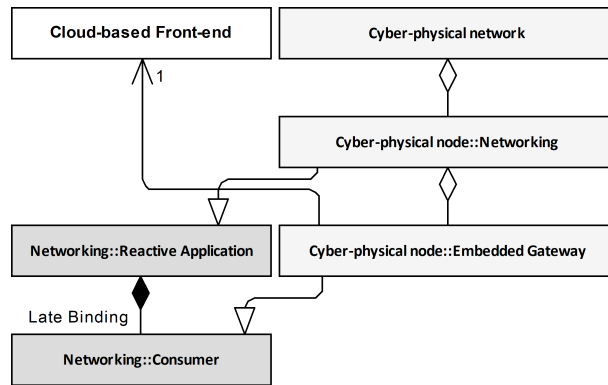 Cloud-based Front-end
Cyber-physical network
1
Cyber-physical node::Networking
Networking::Reactive Application
Cyber-physical node::Embedded Gateway
Late Binding
Networking::Consumer